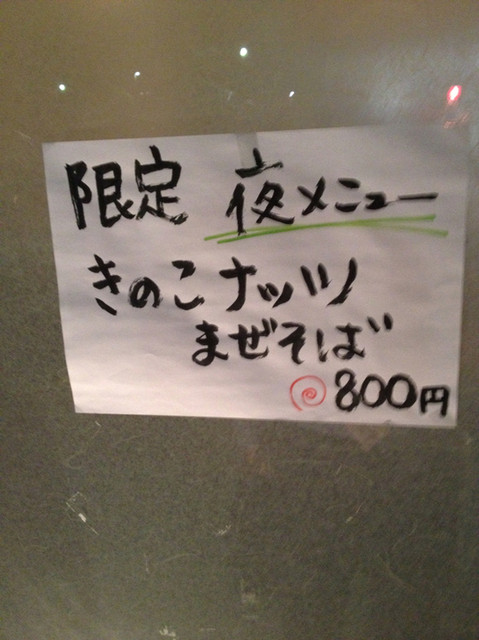 限定 夜メニュー
きのこナッツ
まぜそば
800円